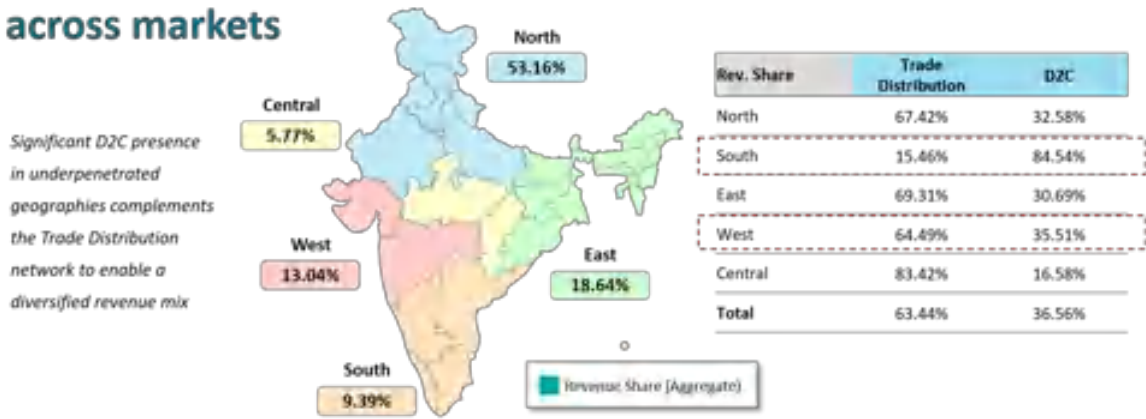 across markets
Significant D2C presence
in underpenetrated
geographies complements
the Trade Distribution
network to enable a
diversified revenue mix
North
53.16%
Central
5.77%
West
13.04%
East
18.64%
South
9.39%
Revenue Share (Aggregate)
Rev. Share Trade Distribution D2C
North 67.42% 32.58%
South 15.46% 84.54%
East 69.31% 30.69%
West 64.49% 35.51%
Central 83.42% 16.58%
Total 63.44% 36.56%